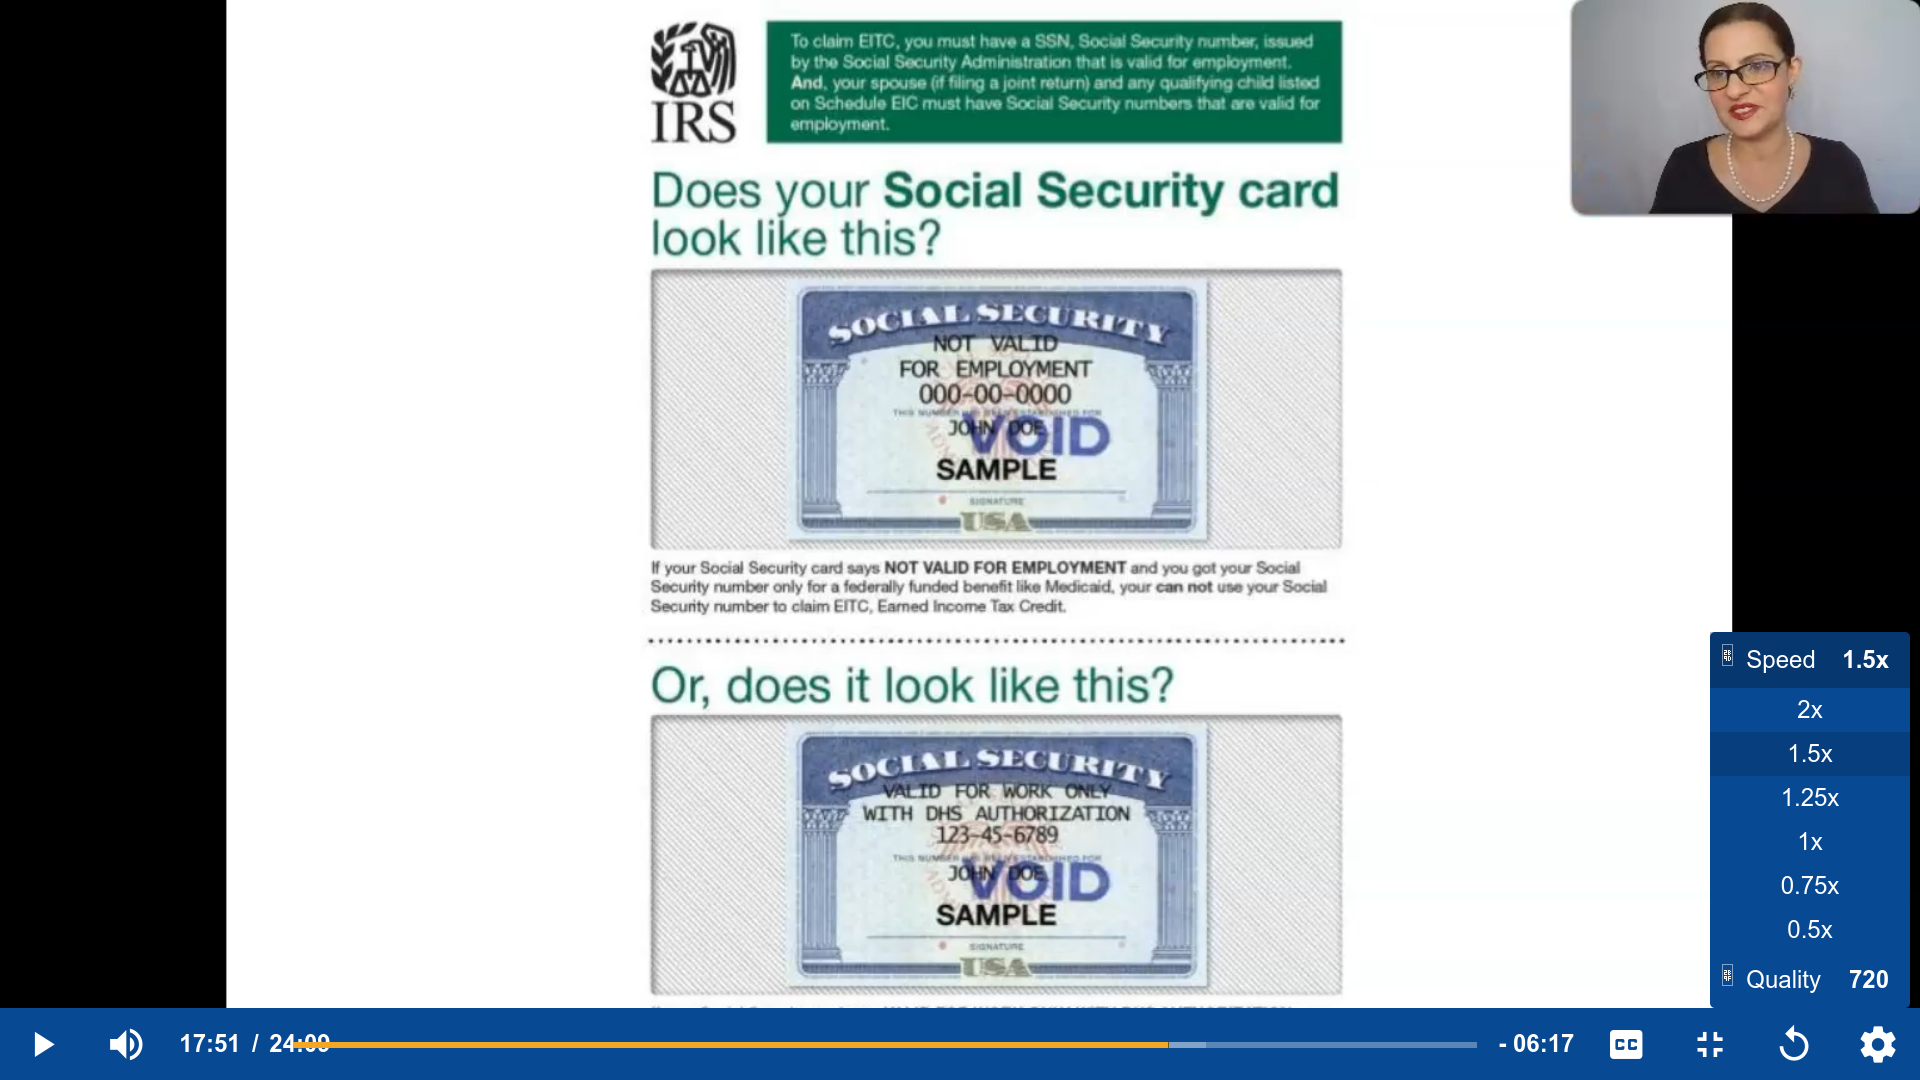 To claim EITC, you must have a SSN, Social Security number, issued
by the Social Security Administration that is valid for employment.
And, your spouse (if filing a joint return) and any qualifying child listed
on Schedule EIC must have Social Security numbers that are valid for
employment.
IRS
Does your Social Security card
look like this?
SOCIAL SECURITY
NOT VALID
FOR EMPLOYMENT
000-00-0000
THIS NUMBER HAS BEEN ESTABLISHED FOR
JOHN DOE
VOID
SAMPLE
SIGNATURE
USA
If your Social Security card says NOT VALID FOR EMPLOYMENT and you got your Social
Security number only for a federally funded benefit like Medicaid, your can not use your Social
Security number to claim EITC, Earned Income Tax Credit.
Or, does it look like this?
SOCIAL SECURITY
VALID FOR WORK ONLY
WITH DHS AUTHORIZATION
123-45-6789
THIS NUMBER HAS BEEN ESTABLISHED FOR
JOHN DOE
VOID
SAMPLE
SIGNATURE
USA
Speed 1.5x
2x
1.5x
1.25x
1x
0.75x
0.5x
Quality 720
17:51 / 24:09
- 06:17
CC